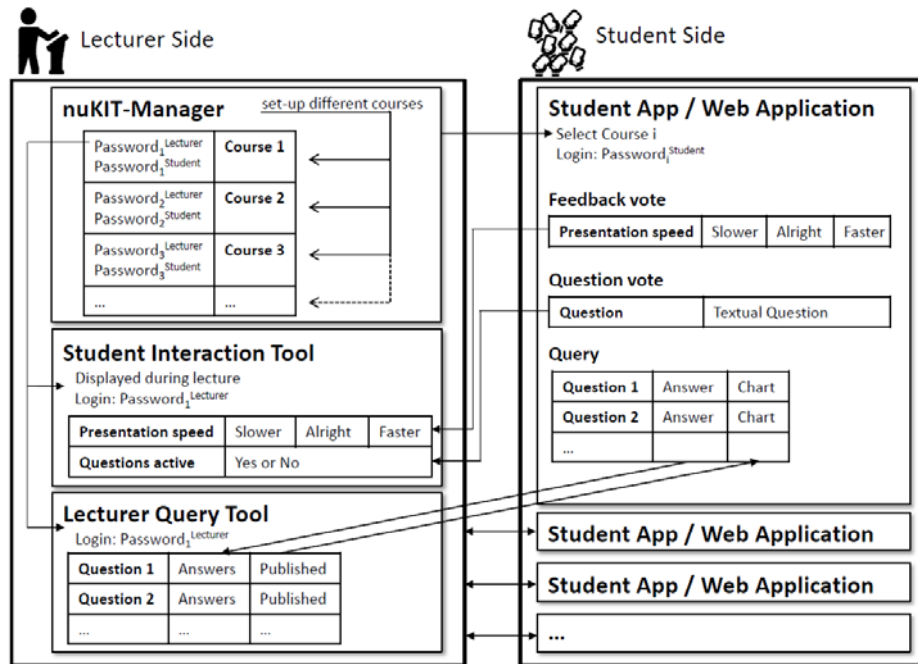 Lecturer Side
nuKIT-Manager
set-up different courses
Password₁ᴸᵉᶜᵗᵘʳᵉʳ
Password₁ˢᵗᵘᵈᵉⁿᵗ
Course 1
Password₂ᴸᵉᶜᵗᵘʳᵉʳ
Password₂ˢᵗᵘᵈᵉⁿᵗ
Course 2
Password₃ᴸᵉᶜᵗᵘʳᵉʳ
Password₃ˢᵗᵘᵈᵉⁿᵗ
Course 3
... ...
Student Interaction Tool
Displayed during lecture
Login: Password₁ᴸᵉᶜᵗᵘʳᵉʳ
Presentation speed Slower Alright Faster
Questions active Yes or No
Lecturer Query Tool
Login: Password₁ᴸᵉᶜᵗᵘʳᵉʳ
Question 1 Answers Published
Question 2 Answers Published
... ... ...
Student Side
Student App / Web Application
Select Course i
Login: Passwordᵢˢᵗᵘᵈᵉⁿᵗ
Feedback vote
Presentation speed Slower Alright Faster
Question vote
Question Textual Question
Query
Question 1 Answer Chart
Question 2 Answer Chart
...
Student App / Web Application
Student App / Web Application
...